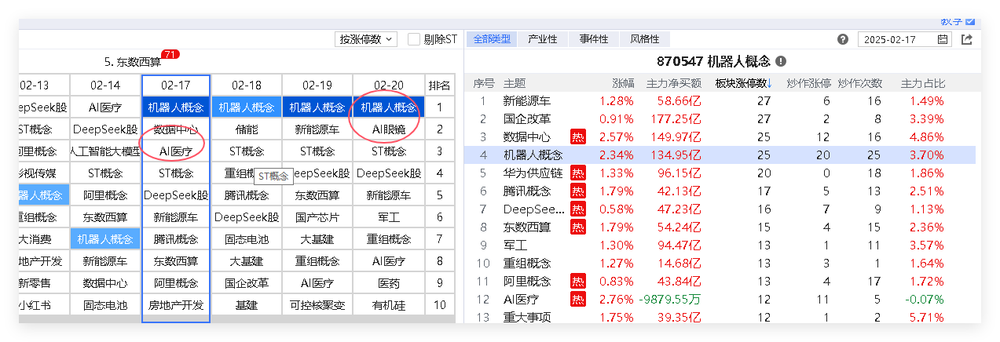 教学
按涨停数 剔除ST 全部类型 产业性 事件性 风格性 2025-02-17
5. 东数西算 71 870547 机器人概念
02-13 02-14 02-17 02-18 02-19 02-20 排名
epSeek股 AI医疗 机器人概念 机器人概念 机器人概念 机器人概念 1
ST概念 DeepSeek股 数据中心 储能 新能源车 AI眼镜 2
阿里概念 人工智能大模型 AI医疗 ST概念 ST概念 ST概念 3
影视传媒 ST概念 ST概念 重组 eepSeek股 DeepSeek股 4
ST概念
器人概念 阿里概念 DeepSeek股 腾讯概念 东数西算 新能源车 5
重组概念 东数西算 新能源车 DeepSeek股 国产芯片 军工 6
大消费 机器人概念 腾讯概念 固态电池 大基建 重组概念 7
地产开发 新能源车 东数西算 大基建 重组概念 AI医疗 8
新零售 数据中心 阿里概念 国企改革 AI医疗 医药 9
小红书 固态电池 房地产开发 基建 可控核聚变 有机硅 10
序号 主题 涨幅 主力净买额 板块涨停数↓ 炒作涨停 炒作次数 主力占比
1 新能源车 1.28% 58.66亿 27 6 16 1.49%
2 国企改革 0.91% 177.25亿 27 2 8 3.39%
3 数据中心 热 2.57% 149.97亿 25 12 16 4.86%
4 机器人概念 2.34% 134.95亿 25 20 25 3.70%
5 华为供应链 热 1.33% 96.15亿 20 0 18 1.86%
6 腾讯概念 热 1.79% 42.13亿 17 5 13 2.51%
7 DeepSee... 热 0.58% 47.23亿 16 7 9 1.13%
8 东数西算 热 1.79% 54.24亿 15 4 15 2.36%
9 军工 1.30% 94.47亿 13 1 11 3.57%
10 重组概念 1.27% 14.68亿 13 3 1 1.64%
11 阿里概念 热 0.83% 43.84亿 13 4 17 1.72%
12 AI医疗 热 2.76% -9879.55万 12 11 5 -0.07%
13 重大事项 1.75% 39.35亿 12 1 2 5.71%